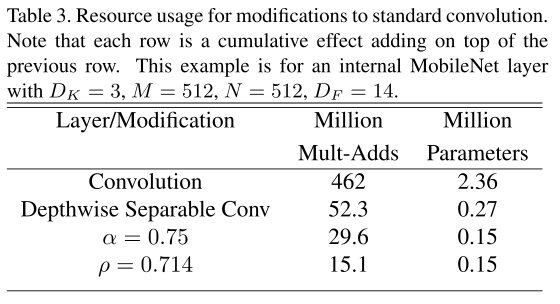 Table 3. Resource usage for modifications to standard convolution.
Note that each row is a cumulative effect adding on top of the
previous row. This example is for an internal MobileNet layer
with D_K = 3, M = 512, N = 512, D_F = 14.
Layer/Modification Million Million
Mult-Adds Parameters
Convolution 462 2.36
Depthwise Separable Conv 52.3 0.27
α = 0.75 29.6 0.15
ρ = 0.714 15.1 0.15